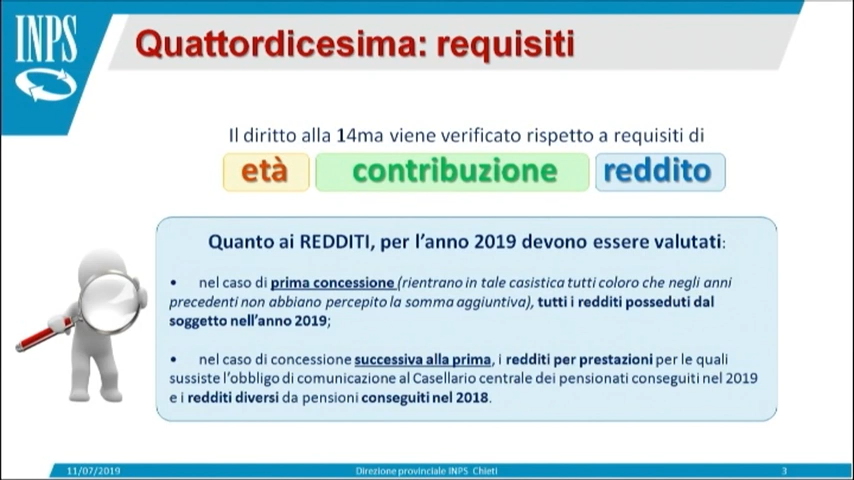 INPS
Quattordicesima: requisiti
Il diritto alla 14ma viene verificato rispetto a requisiti di
età contribuzione reddito
Quanto ai REDDITI, per l’anno 2019 devono essere valutati:
• nel caso di prima concessione (rientrano in tale casistica tutti coloro che negli anni
precedenti non abbiano percepito la somma aggiuntiva), tutti i redditi posseduti dal
soggetto nell’anno 2019;
• nel caso di concessione successiva alla prima, i redditi per prestazioni per le quali
sussiste l’obbligo di comunicazione al Casellario centrale dei pensionati conseguiti nel 2019
e i redditi diversi da pensioni conseguiti nel 2018.
11/07/2019 Direzione provinciale INPS Chieti 3